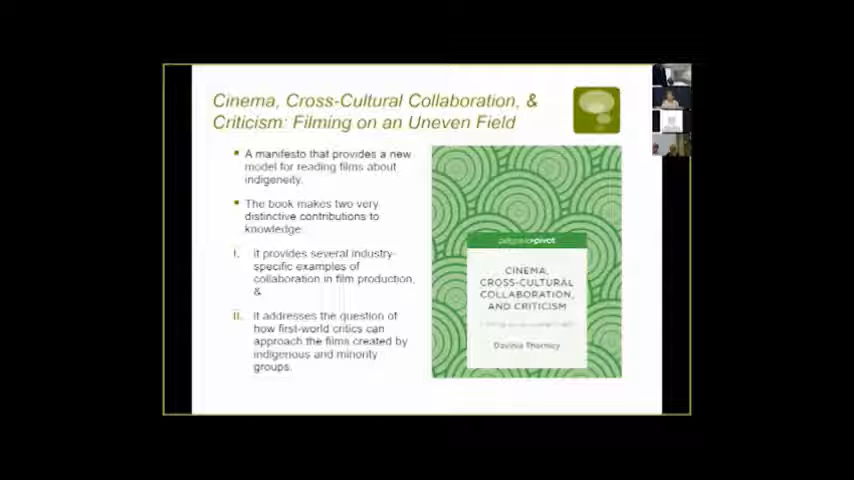 Cinema, Cross-Cultural Collaboration, &
Criticism: Filming on an Uneven Field
A manifesto that provides a new
model for reading films about
indigeneity.
The book makes two very
distinctive contributions to
knowledge:
I. It provides several industry-
specific examples of
collaboration in film production,
&
II. It addresses the question of
how first-world critics can
approach the films created by
indigenous and minority
groups.
palgrave pivot
CINEMA,
CROSS-CULTURAL
COLLABORATION,
AND CRITICISM
Davinia Thornley